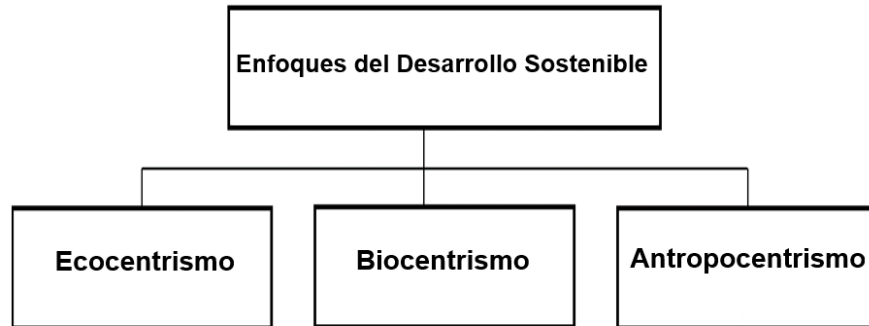 Enfoques del Desarrollo Sostenible
Ecocentrismo
Biocentrismo
Antropocentrismo